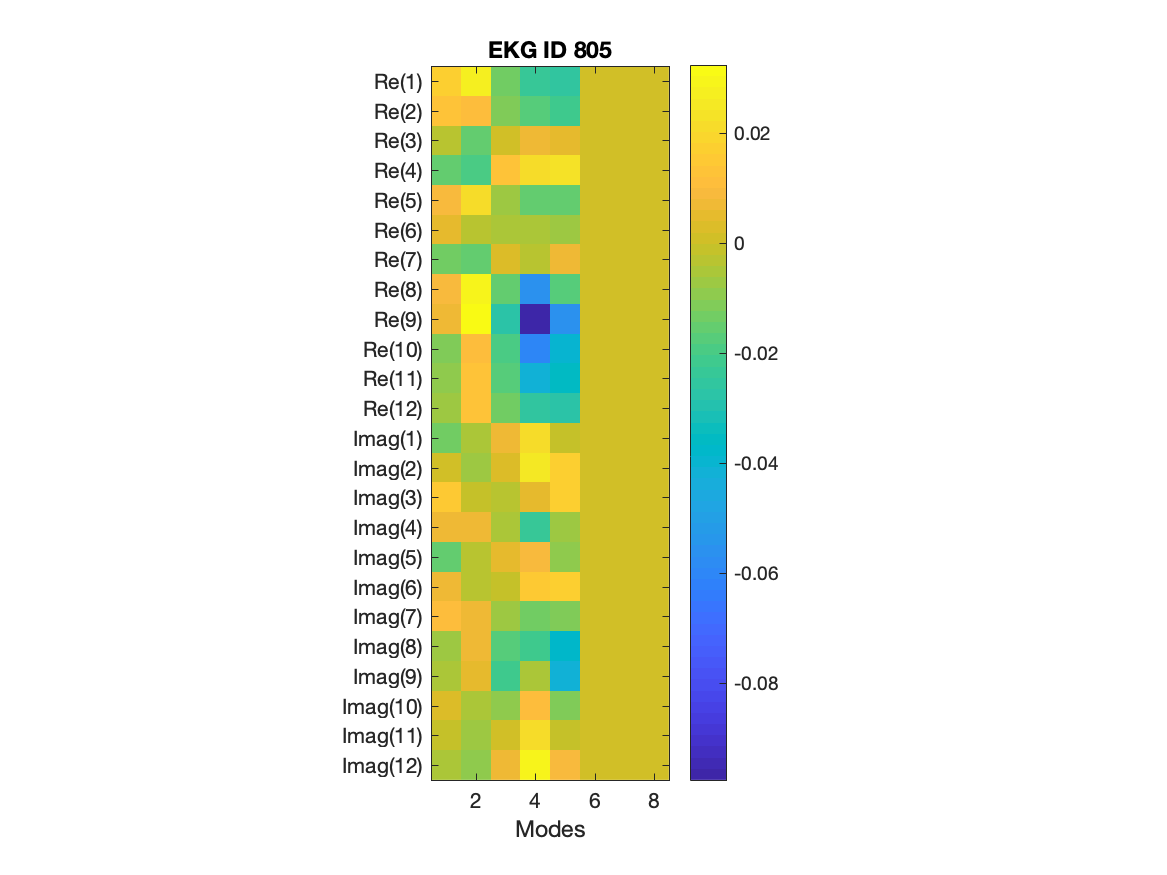 EKG ID 805
Re(1)
Re(2)
Re(3)
Re(4)
Re(5)
Re(6)
Re(7)
Re(8)
Re(9)
Re(10)
Re(11)
Re(12)
Imag(1)
Imag(2)
Imag(3)
Imag(4)
Imag(5)
Imag(6)
Imag(7)
Imag(8)
Imag(9)
Imag(10)
Imag(11)
Imag(12)
2 4 6 8
Modes
0.02
0
-0.02
-0.04
-0.06
-0.08